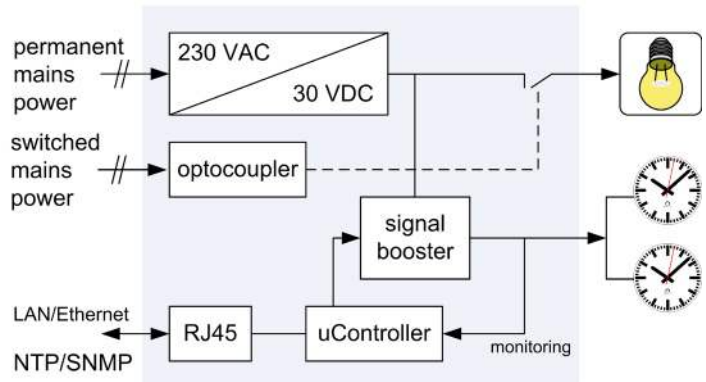 permanent
mains
power
230 VAC
30 VDC
switched
mains
power
optocoupler
signal
booster
LAN/Ethernet
NTP/SNMP
RJ45
uController
monitoring